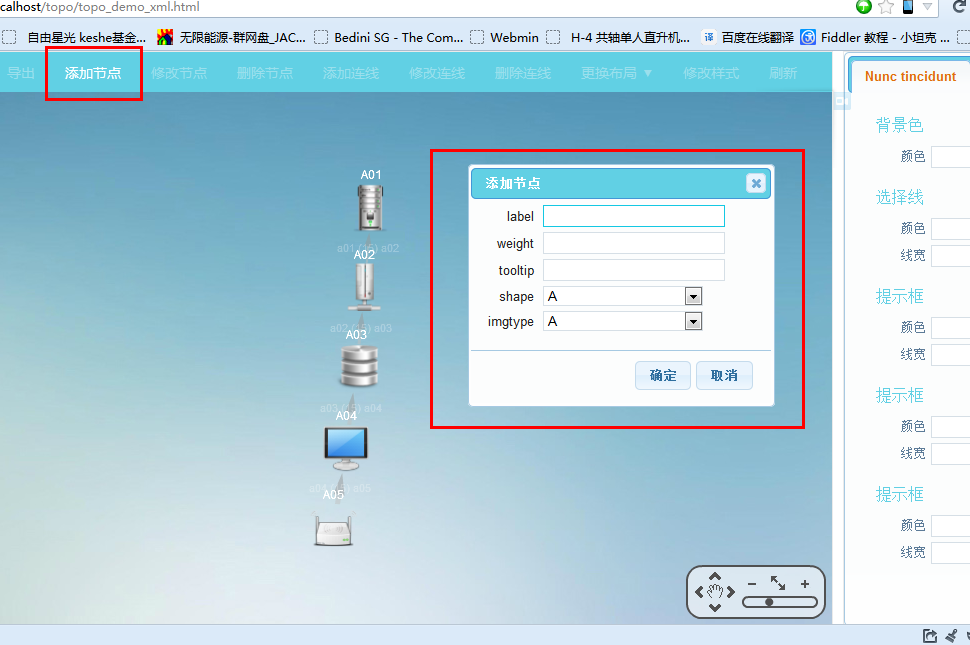 calhost/topo/topo_demo_xml.html
自由星光 keshe基金... 无限能源-群网盘_JAC... Bedini SG - The Com... Webmin H-4 共轴单人直升机... 译 百度在线翻译 Fiddler 教程 - 小坦克 ...
导出 添加节点 修改节点 删除节点 添加连线 修改连线 删除连线 更换布局 ▼ 修改样式 刷新
Nunc tincidunt
背景色
颜色
选择线
颜色
线宽
提示框
颜色
线宽
提示框
颜色
线宽
提示框
颜色
线宽
A01
a01 (15) a02
A02
a02 (15) a03
A03
a03 (15) a04
A04
a04 (15) a05
A05
添加节点
label
weight
tooltip
shape A
imgtype A
确定 取消